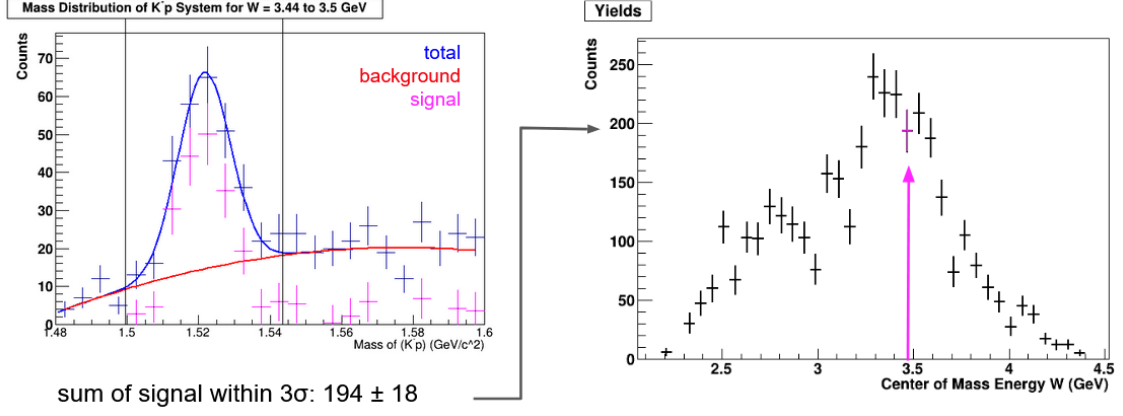 Mass Distribution of K⁻p System for W = 3.44 to 3.5 GeV
Counts
70
60
50
40
30
20
10
0
total
background
signal
1.48 1.5 1.52 1.54 1.56 1.58 1.6
Mass of (K⁻p) (GeV/c^2)
sum of signal within 3σ: 194 ± 18
Yields
Counts
250
200
150
100
50
0
2.5 3 3.5 4 4.5
Center of Mass Energy W (GeV)